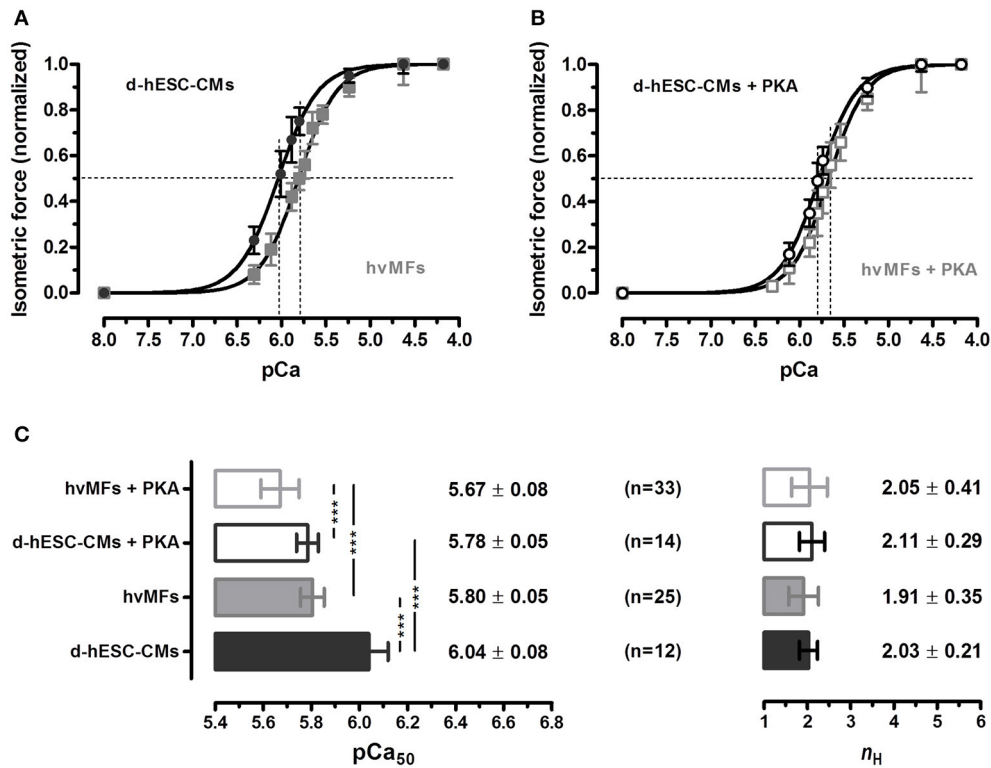 A
B
Isometric force (normalized)
1.0
0.8
0.6
0.4
0.2
0.0
d-hESC-CMs
hvMFs
8.0 7.5 7.0 6.5 6.0 5.5 5.0 4.5 4.0
pCa
Isometric force (normalized)
1.0
0.8
0.6
0.4
0.2
0.0
d-hESC-CMs + PKA
hvMFs + PKA
8.0 7.5 7.0 6.5 6.0 5.5 5.0 4.5 4.0
pCa
C
hvMFs + PKA *** 5.67 ± 0.08 (n=33) 2.05 ± 0.41
d-hESC-CMs + PKA *** 5.78 ± 0.05 (n=14) 2.11 ± 0.29
hvMFs *** 5.80 ± 0.05 (n=25) 1.91 ± 0.35
d-hESC-CMs *** 6.04 ± 0.08 (n=12) 2.03 ± 0.21
5.4 5.6 5.8 6.0 6.2 6.4 6.6 6.8
pCa50
1 2 3 4 5 6
nH